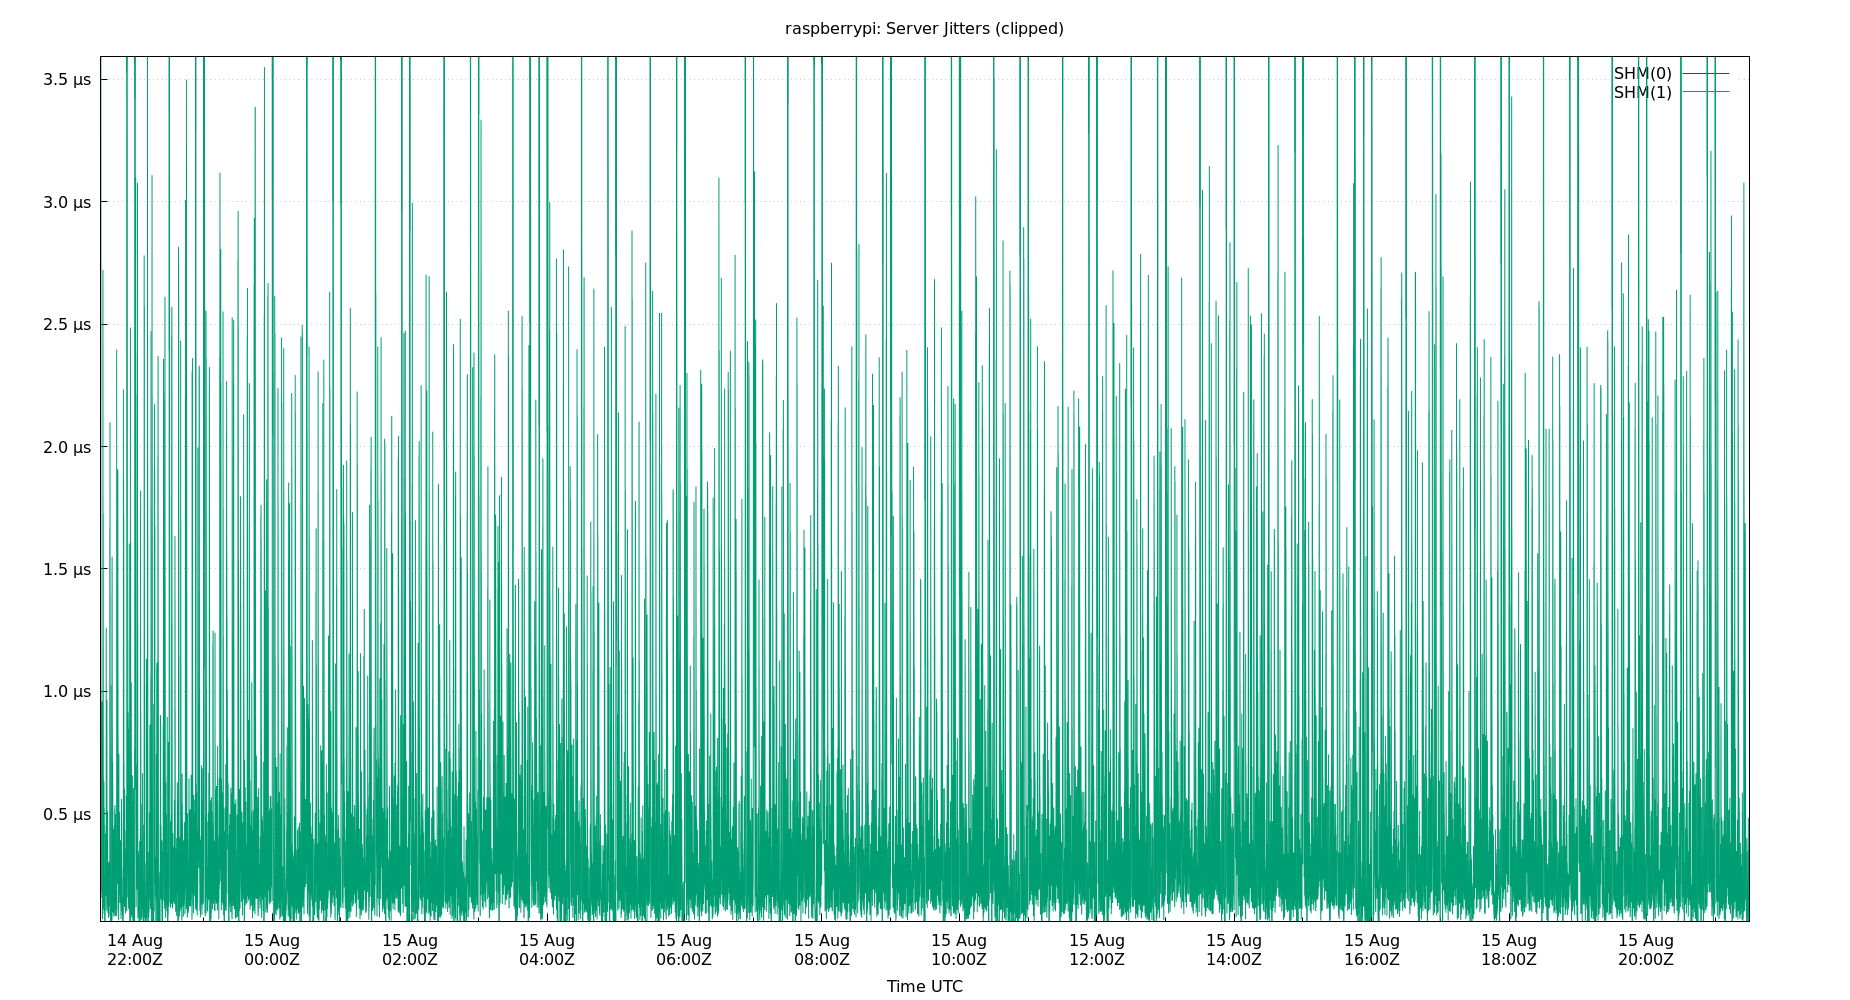 raspberrypi: Server Jitters (clipped)
SHM(0)
SHM(1)
3.5 μs
3.0 μs
2.5 μs
2.0 μs
1.5 μs
1.0 μs
0.5 μs
14 Aug 15 Aug 15 Aug 15 Aug 15 Aug 15 Aug 15 Aug 15 Aug 15 Aug 15 Aug 15 Aug 15 Aug
22:00Z 00:00Z 02:00Z 04:00Z 06:00Z 08:00Z 10:00Z 12:00Z 14:00Z 16:00Z 18:00Z 20:00Z
Time UTC